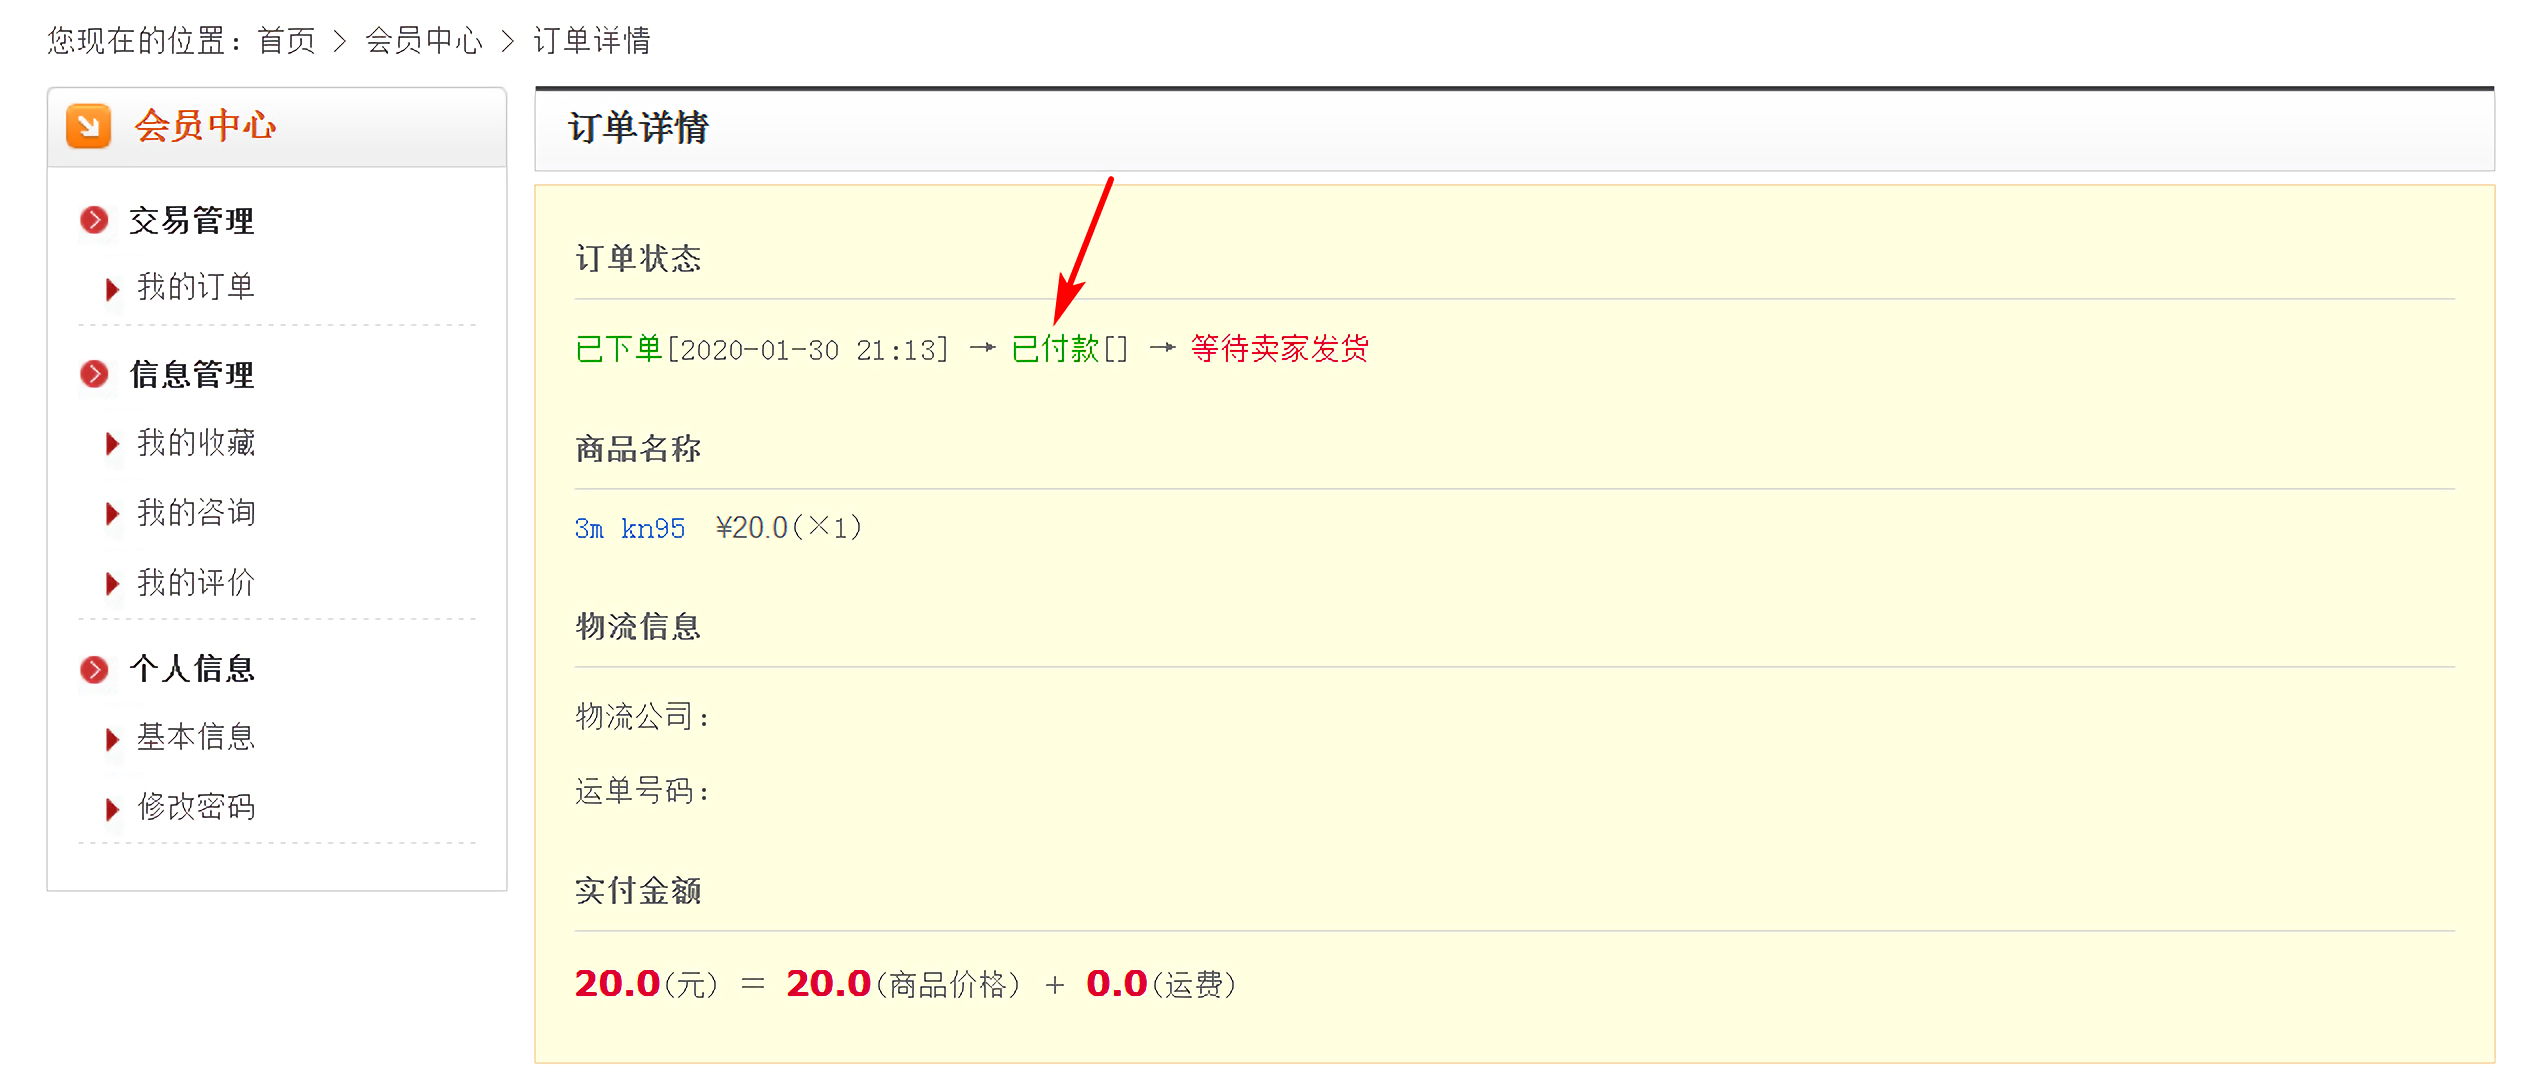 您现在的位置：首页 > 会员中心 > 订单详情
会员中心
交易管理
我的订单
信息管理
我的收藏
我的咨询
我的评价
个人信息
基本信息
修改密码
订单详情
订单状态
已下单[2020-01-30 21:13] → 已付款[] → 等待卖家发货
商品名称
3m kn95 ¥20.0(×1)
物流信息
物流公司：
运单号码：
实付金额
20.0(元) = 20.0(商品价格) + 0.0(运费)